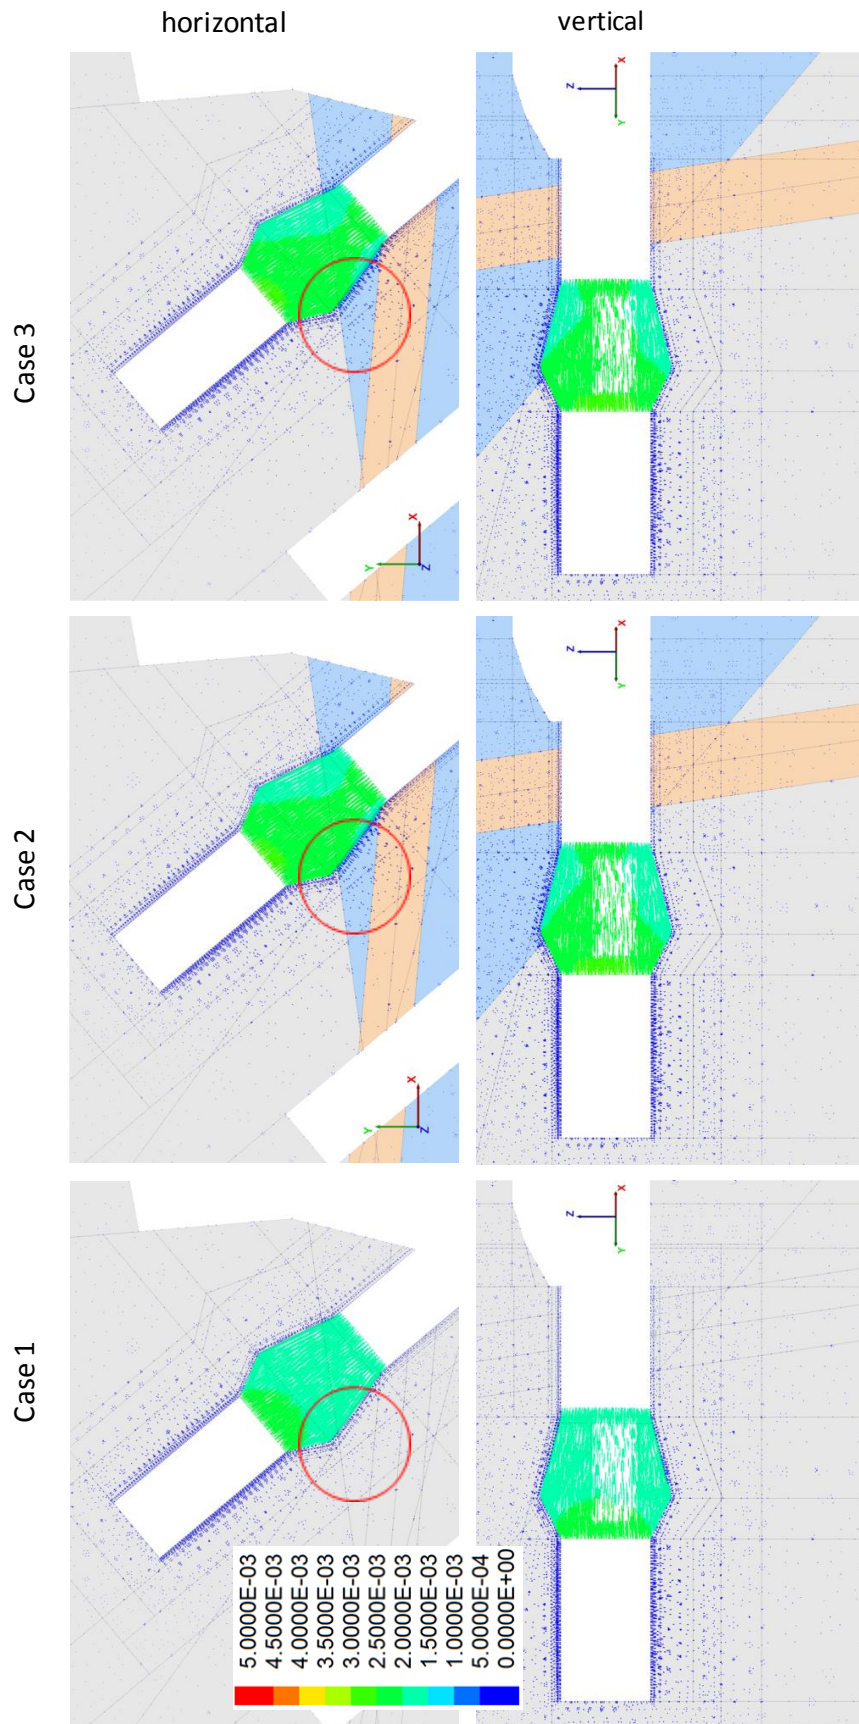 horizontal
vertical
Case 3
X
Y
Z
Z
X
Y
Case 2
X
Y
Z
Z
X
Y
Case 1
Z
X
Y
5.0000E-03
4.5000E-03
4.0000E-03
3.5000E-03
3.0000E-03
2.5000E-03
2.0000E-03
1.5000E-03
1.0000E-03
5.0000E-04
0.0000E+00